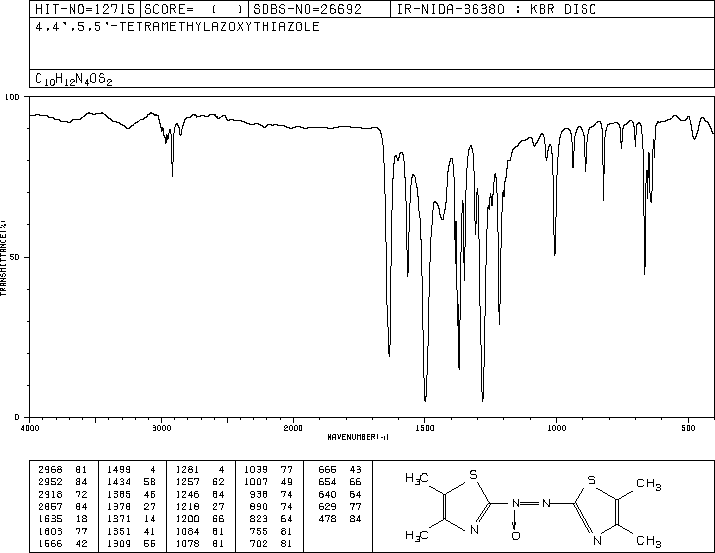 HIT-NO=12715 SCORE= ( ) SDBS-NO=26692 IR-NIDA-36380 : KBR DISC
4,4',5,5'-TETRAMETHYLAZOXYTHIAZOLE
C10H12N4OS2
100
TRANSMITTANCE(%)
50
0
4000 3000 2000 1500 1000 500
WAVENUMBER(-1)
2968 81 1499 4 1281 4 1039 77 666 43
2952 84 1434 58 1257 62 1007 49 654 66
2918 72 1385 46 1246 64 938 74 640 64
2857 84 1378 27 1218 27 890 74 629 77
1635 18 1371 14 1200 66 823 64 478 84
1603 77 1351 41 1084 81 755 81
1566 42 1309 55 1078 81 702 81
H3C S S CH3
N N
H3C N O N CH3